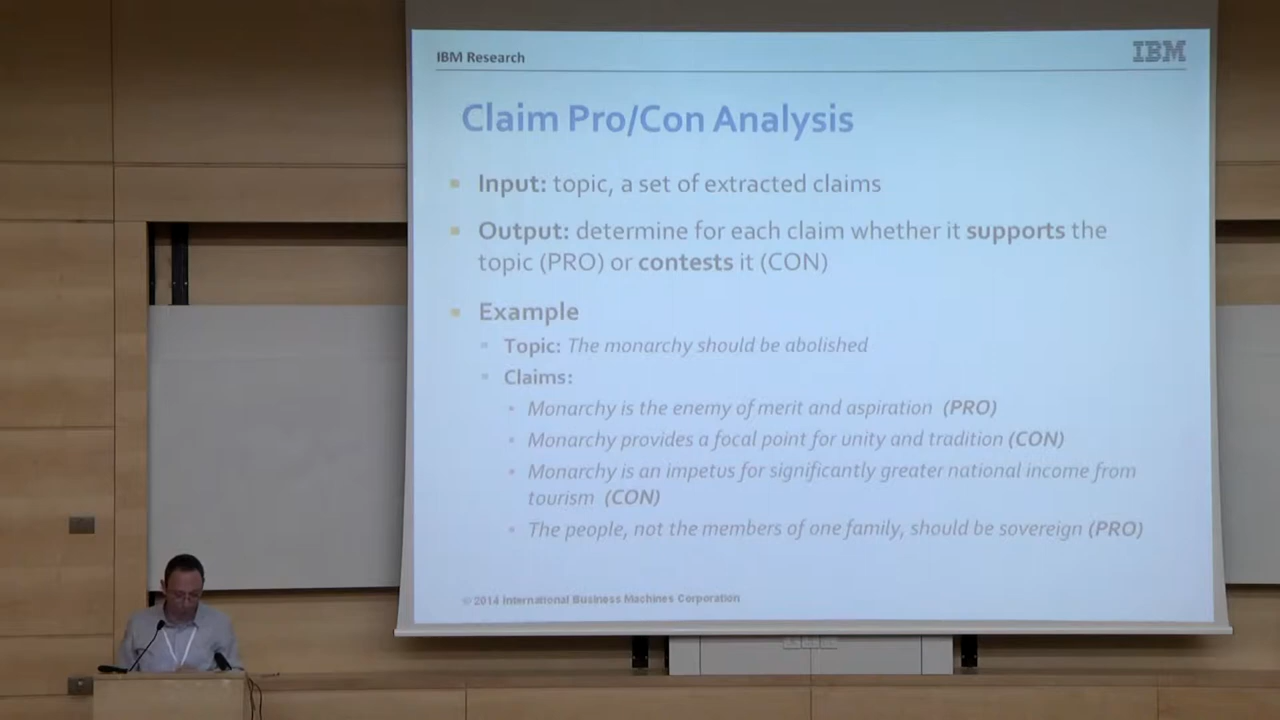 IBM Research
IBM
Claim Pro/Con Analysis
Input: topic, a set of extracted claims
Output: determine for each claim whether it supports the
topic (PRO) or contests it (CON)
Example
Topic: The monarchy should be abolished
Claims:
Monarchy is the enemy of merit and aspiration (PRO)
Monarchy provides a focal point for unity and tradition (CON)
Monarchy is an impetus for significantly greater national income from
tourism (CON)
The people, not the members of one family, should be sovereign (PRO)
© 2014 International Business Machines Corporation